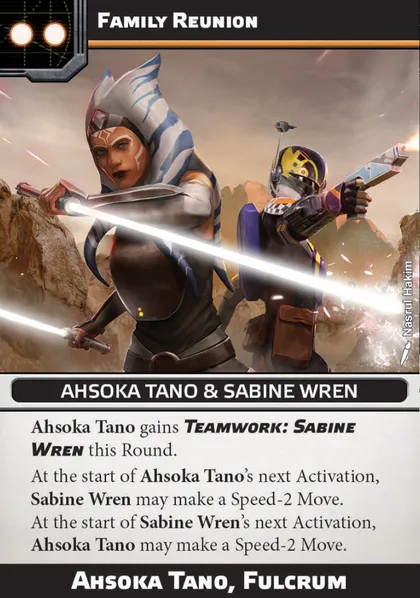 Family Reunion
Nasrul Hakim
AHSOKA TANO & SABINE WREN
Ahsoka Tano gains Teamwork: Sabine
Wren this Round.
At the start of Ahsoka Tano's next Activation,
Sabine Wren may make a Speed-2 Move.
At the start of Sabine Wren's next Activation,
Ahsoka Tano may make a Speed-2 Move.
Ahsoka Tano, Fulcrum